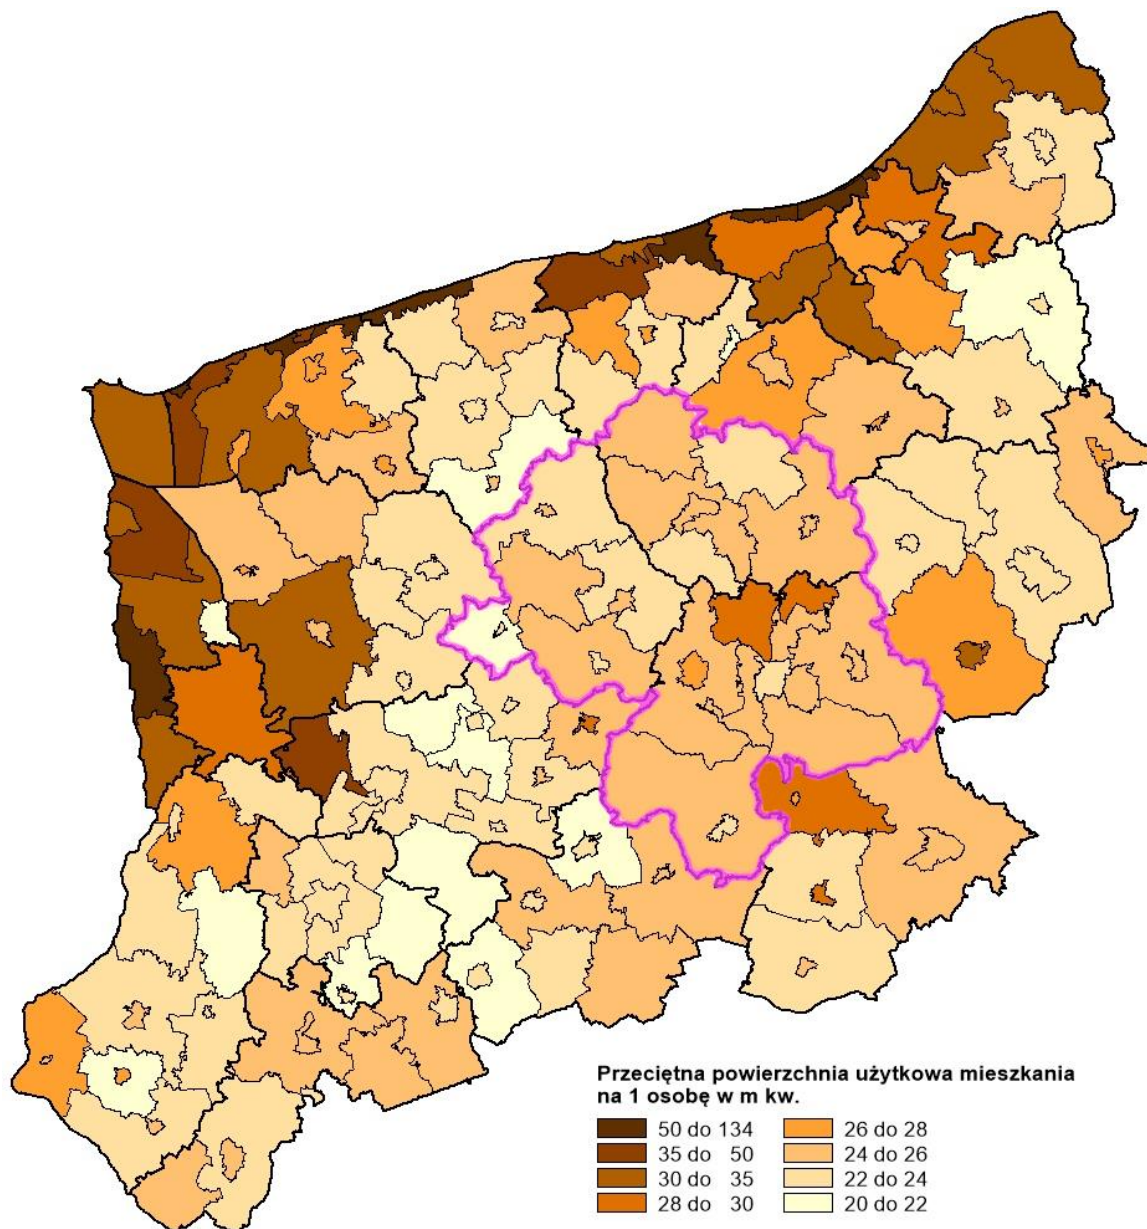 Przeciętna powierzchnia użytkowa mieszkania
na 1 osobę w m kw.
50 do 134 26 do 28
35 do 50 24 do 26
30 do 35 22 do 24
28 do 30 20 do 22